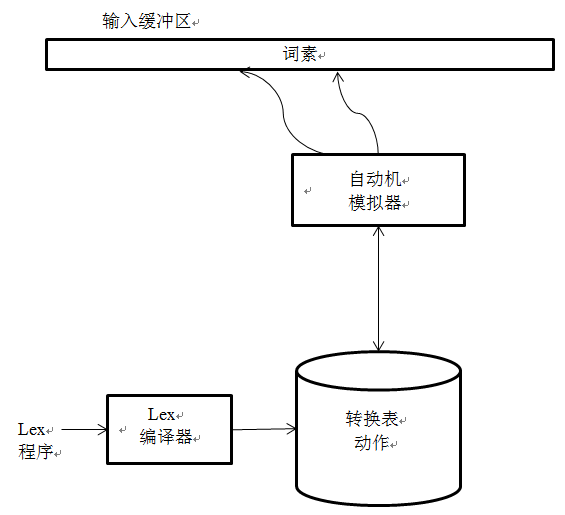 输入缓冲区
词素
自动机
模拟器
转换表
动作
Lex
编译器
Lex
程序